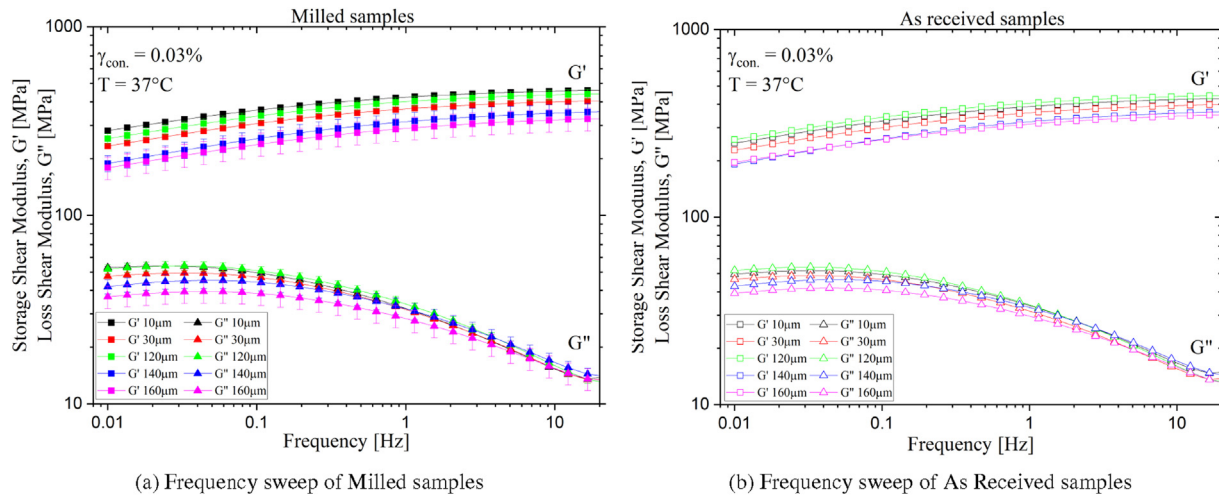 Milled samples
1000
100
10
0.01
0.1
1
10
Storage Shear Modulus, G' [MPa]
Loss Shear Modulus, G" [MPa]
γcon. = 0.03%
T = 37°C
G'
G"
G' 10μm
G" 10μm
G' 30μm
G" 30μm
G' 120μm
G" 120μm
G' 140μm
G" 140μm
G' 160μm
G" 160μm
Frequency [Hz]
(a) Frequency sweep of Milled samples
As received samples
1000
100
10
0.01
0.1
1
10
Storage Shear Modulus, G' [MPa]
Loss Shear Modulus, G" [MPa]
γcon. = 0.03%
T = 37°C
G'
G"
G' 10μm
G" 10μm
G' 30μm
G" 30μm
G' 120μm
G" 120μm
G' 140μm
G" 140μm
G' 160μm
G" 160μm
Frequency [Hz]
(b) Frequency sweep of As Received samples